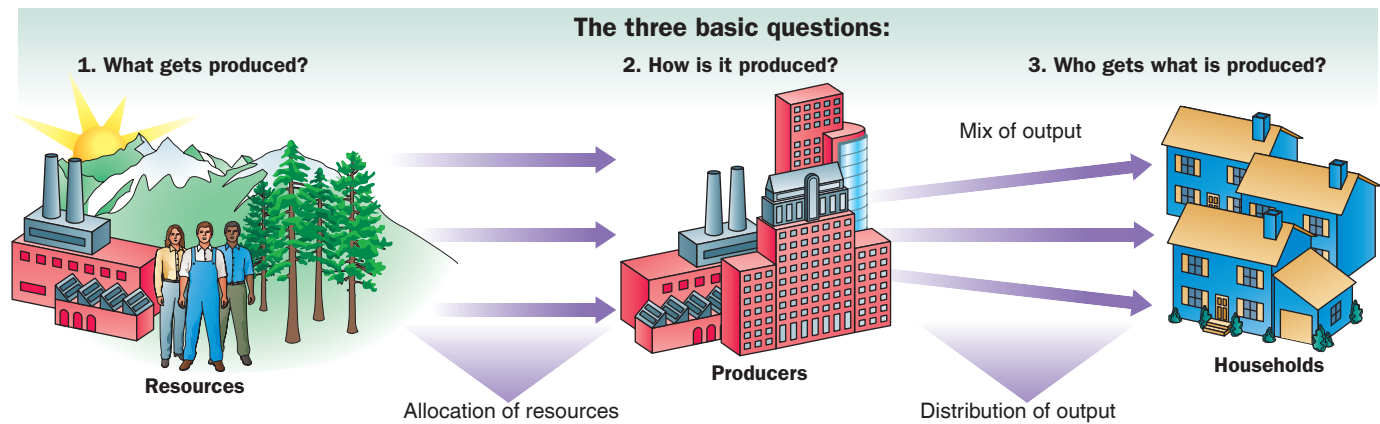 The three basic questions:
1. What gets produced?
2. How is it produced?
3. Who gets what is produced?
Mix of output
Resources
Producers
Households
Allocation of resources
Distribution of output